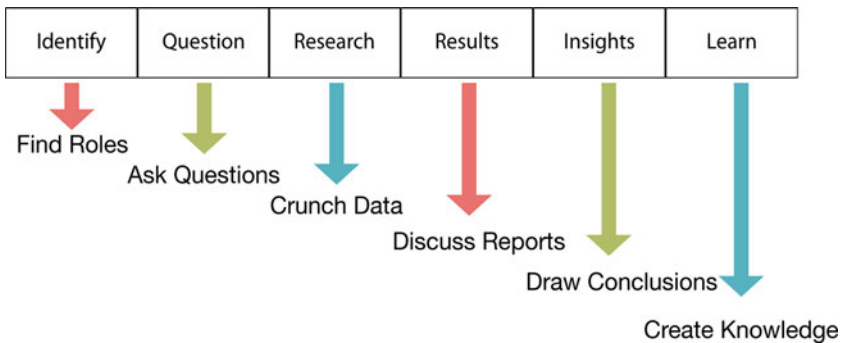 Identify Question Research Results Insights Learn
Find Roles
Ask Questions
Crunch Data
Discuss Reports
Draw Conclusions
Create Knowledge